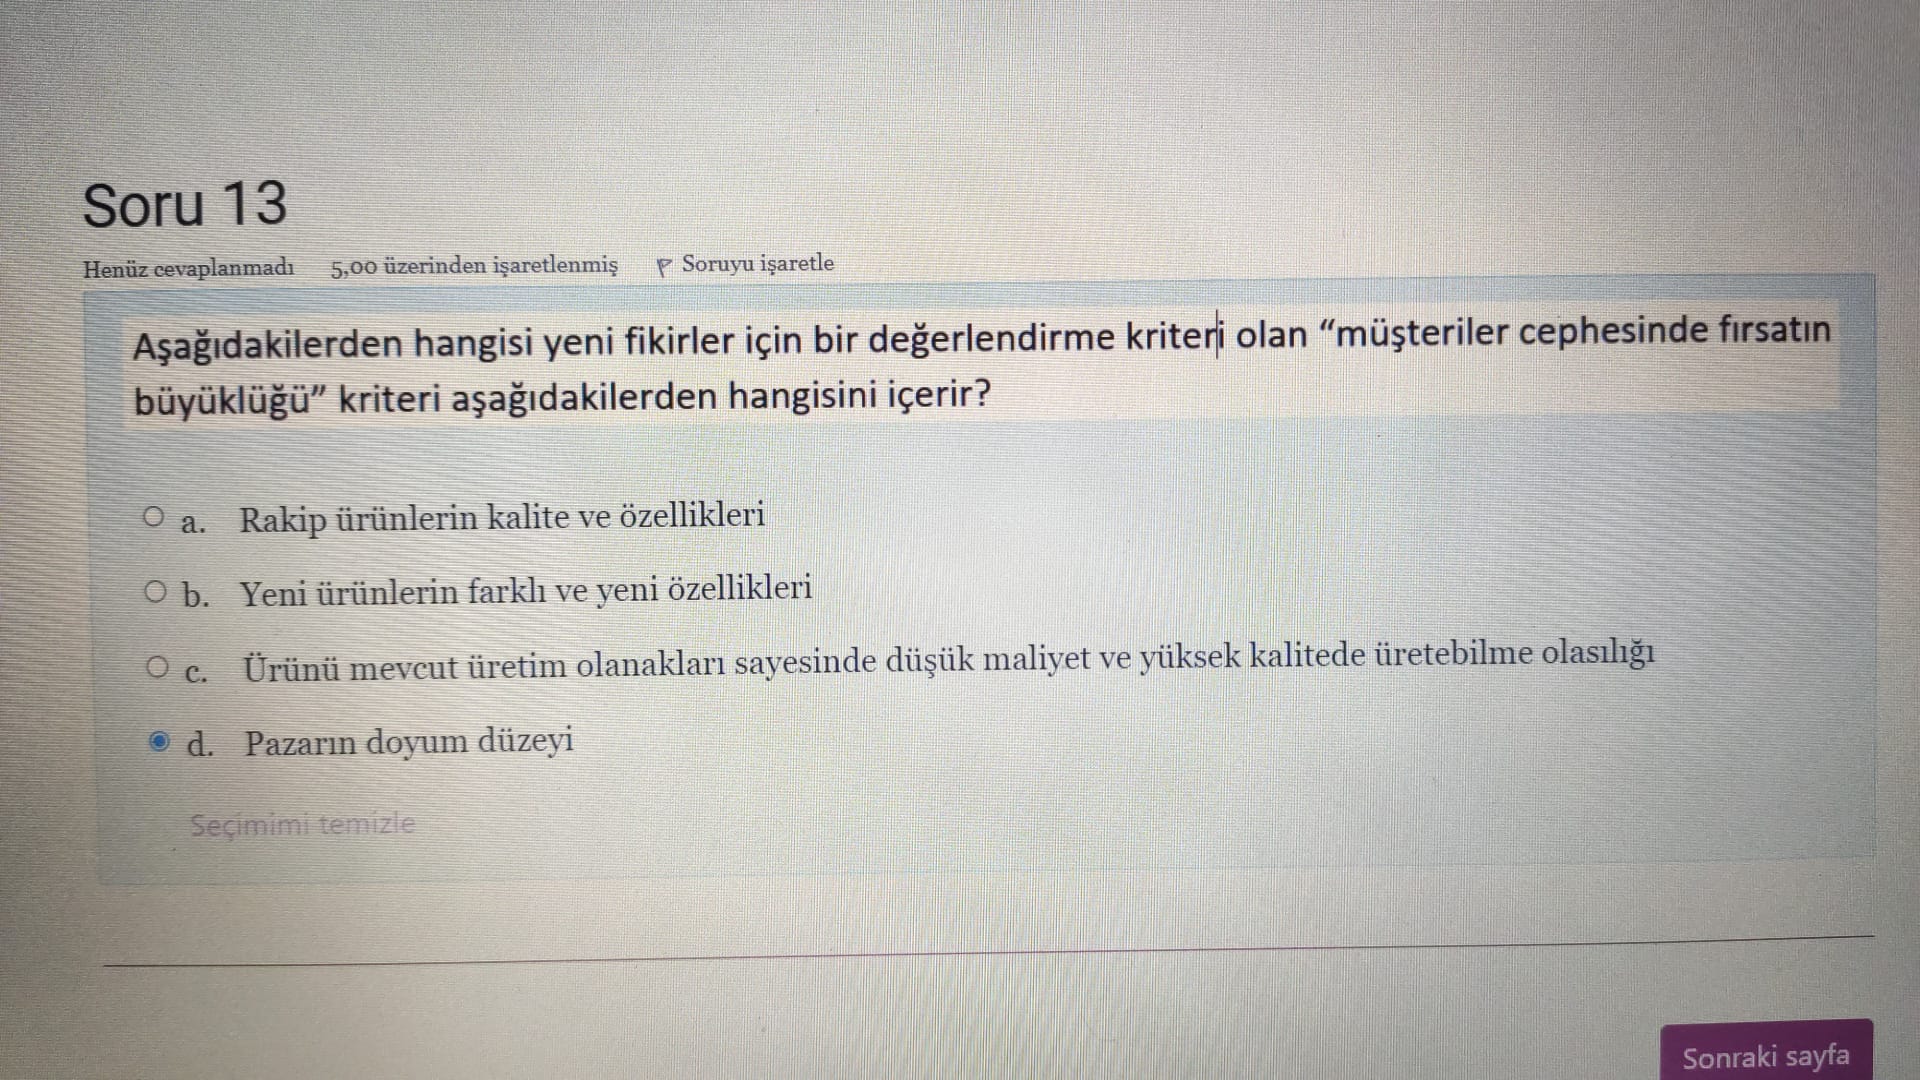 Soru 13
Henüz cevaplanmadı 5,00 üzerinden işaretlenmiş Soruyu işaretle
Aşağıdakilerden hangisi yeni fikirler için bir değerlendirme kriteri olan “müşteriler cephesinde fırsatın
büyüklüğü” kriteri aşağıdakilerden hangisini içerir?
a. Rakip ürünlerin kalite ve özellikleri
b. Yeni ürünlerin farklı ve yeni özellikleri
c. Ürünü mevcut üretim olanakları sayesinde düşük maliyet ve yüksek kalitede üretebilme olasılığı
d. Pazarın doyum düzeyi
Seçimimi temizle
Sonraki sayfa